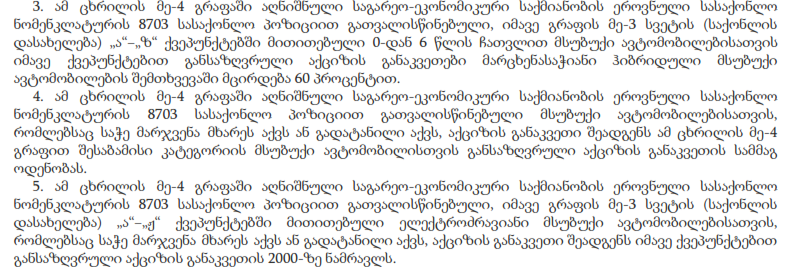 3. ამ ცხრილის მე-4 გრაფაში აღნიშნული საგარეო-ეკონომიკური საქმიანობის ეროვნული სასაქონლო
ნომენკლატურის 8703 სასაქონლო პოზიციით გათვალისწინებული, იმავე გრაფის მე-3 სვეტის (საქონლის
დასახელება) „ა“–„ზ“ ქვეპუნქტებში მითითებული 0-დან 6 წლის ჩათვლით მსუბუქი ავტომობილებისათვის
იმავე ქვეპუნქტებით განსაზღვრული აქციზის განაკვეთები მარცხენასაჭიანი ჰიბრიდული მსუბუქი
ავტომობილების შემთხვევაში მცირდება 60 პროცენტით.
4. ამ ცხრილის მე-4 გრაფაში აღნიშნული საგარეო-ეკონომიკური საქმიანობის ეროვნული სასაქონლო
ნომენკლატურის 8703 სასაქონლო პოზიციით გათვალისწინებული მსუბუქი ავტომობილებისათვის,
რომლებსაც საჭე მარჯვენა მხარეს აქვს ან გადატანილი აქვს, აქციზის განაკვეთი შეადგენს ამ ცხრილის მე-4
გრაფით შესაბამისი კატეგორიის მსუბუქი ავტომობილისთვის განსაზღვრული აქციზის განაკვეთის სამმაგ
ოდენობას.
5. ამ ცხრილის მე-4 გრაფაში აღნიშნული საგარეო-ეკონომიკური საქმიანობის ეროვნული სასაქონლო
ნომენკლატურის 8703 სასაქონლო პოზიციით გათვალისწინებული, იმავე გრაფის მე-3 სვეტის (საქონლის
დასახელება) „ა“–„ჟ“ ქვეპუნქტებში მითითებული ელექტროძრავიანი მსუბუქი ავტომობილებისათვის,
რომლებსაც საჭე მარჯვენა მხარეს აქვს ან გადატანილი აქვს, აქციზის განაკვეთი შეადგენს იმავე ქვეპუნქტებით
განსაზღვრული აქციზის განაკვეთის 2000-ზე ნამრავლს.